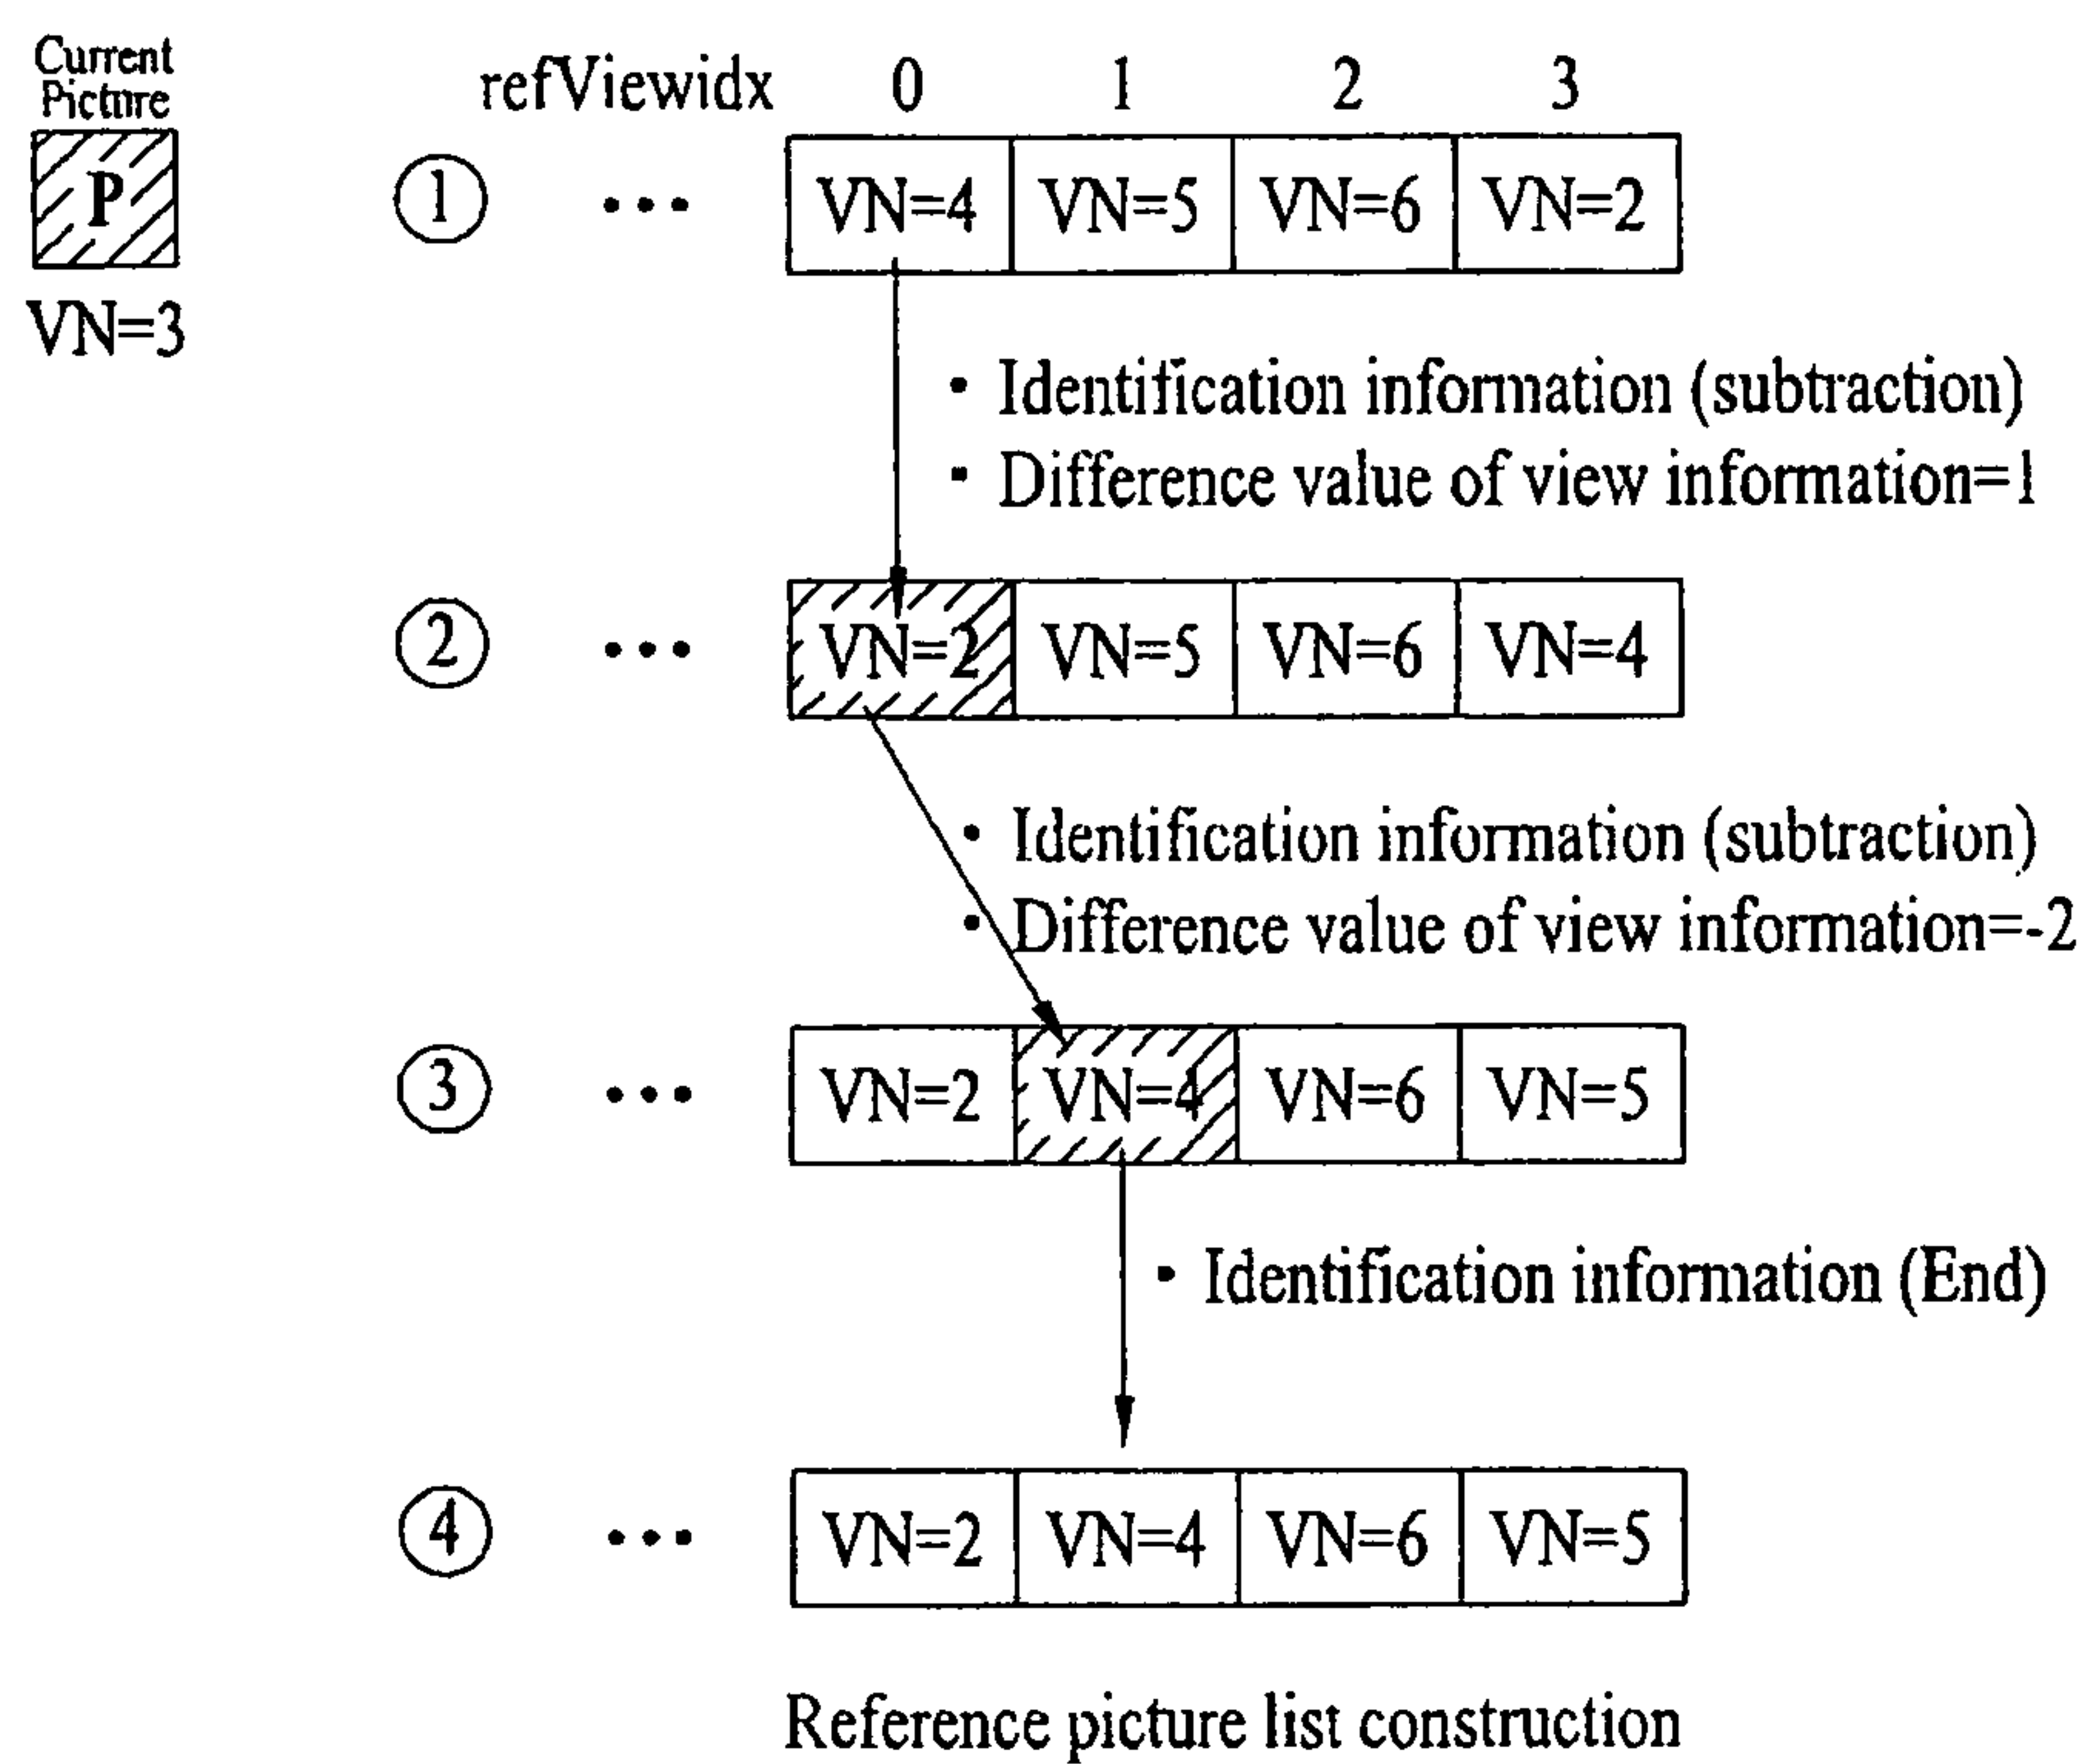 Current
Picture
P
VN=3
refViewidx 0 1 2 3
① ••• VN=4 VN=5 VN=6 VN=2
• Identification information (subtraction)
▪ Difference value of view information=1
② ••• VN=2 VN=5 VN=6 VN=4
• Identification information (subtraction)
• Difference value of view information=-2
③ ••• VN=2 VN=4 VN=6 VN=5
• Identification information (End)
④ ••• VN=2 VN=4 VN=6 VN=5
Reference picture list construction